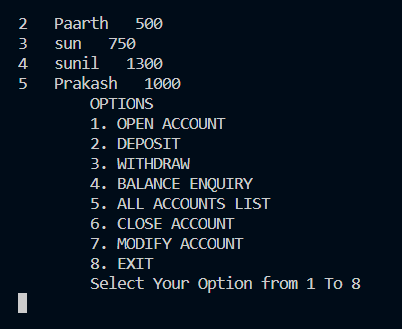 2 Paarth 500
3 sun 750
4 sunil 1300
5 Prakash 1000
OPTIONS
1. OPEN ACCOUNT
2. DEPOSIT
3. WITHDRAW
4. BALANCE ENQUIRY
5. ALL ACCOUNTS LIST
6. CLOSE ACCOUNT
7. MODIFY ACCOUNT
8. EXIT
Select Your Option from 1 To 8